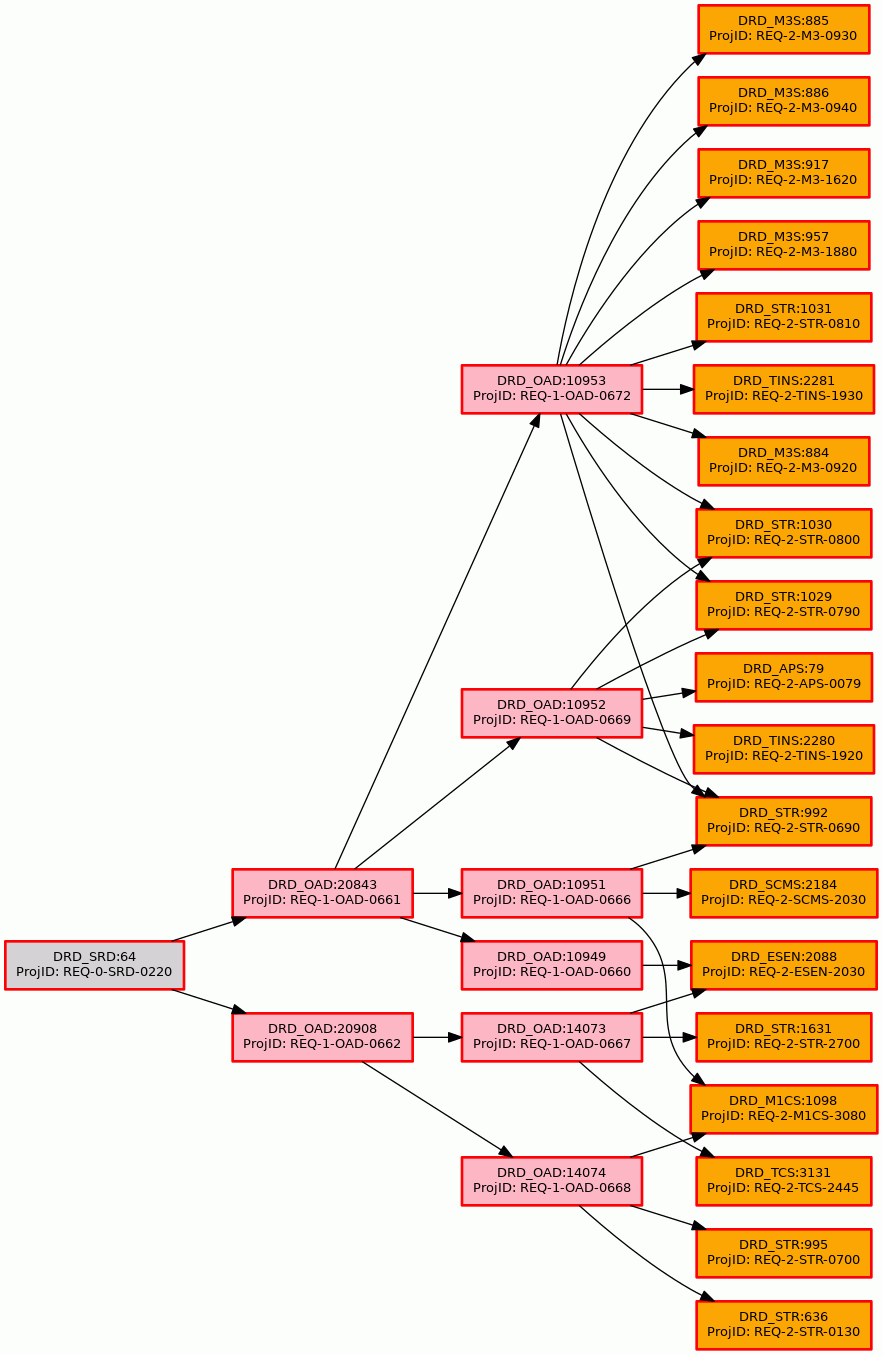 DRD_M3S:885
ProjID: REQ-2-M3-0930
DRD_M3S:886
ProjID: REQ-2-M3-0940
DRD_M3S:917
ProjID: REQ-2-M3-1620
DRD_M3S:957
ProjID: REQ-2-M3-1880
DRD_STR:1031
ProjID: REQ-2-STR-0810
DRD_OAD:10953
ProjID: REQ-1-OAD-0672
DRD_TINS:2281
ProjID: REQ-2-TINS-1930
DRD_M3S:884
ProjID: REQ-2-M3-0920
DRD_STR:1030
ProjID: REQ-2-STR-0800
DRD_STR:1029
ProjID: REQ-2-STR-0790
DRD_APS:79
ProjID: REQ-2-APS-0079
DRD_OAD:10952
ProjID: REQ-1-OAD-0669
DRD_TINS:2280
ProjID: REQ-2-TINS-1920
DRD_STR:992
ProjID: REQ-2-STR-0690
DRD_OAD:20843
ProjID: REQ-1-OAD-0661
DRD_OAD:10951
ProjID: REQ-1-OAD-0666
DRD_SCMS:2184
ProjID: REQ-2-SCMS-2030
DRD_SRD:64
ProjID: REQ-0-SRD-0220
DRD_OAD:10949
ProjID: REQ-1-OAD-0660
DRD_ESEN:2088
ProjID: REQ-2-ESEN-2030
DRD_OAD:20908
ProjID: REQ-1-OAD-0662
DRD_OAD:14073
ProjID: REQ-1-OAD-0667
DRD_STR:1631
ProjID: REQ-2-STR-2700
DRD_M1CS:1098
ProjID: REQ-2-M1CS-3080
DRD_OAD:14074
ProjID: REQ-1-OAD-0668
DRD_TCS:3131
ProjID: REQ-2-TCS-2445
DRD_STR:995
ProjID: REQ-2-STR-0700
DRD_STR:636
ProjID: REQ-2-STR-0130